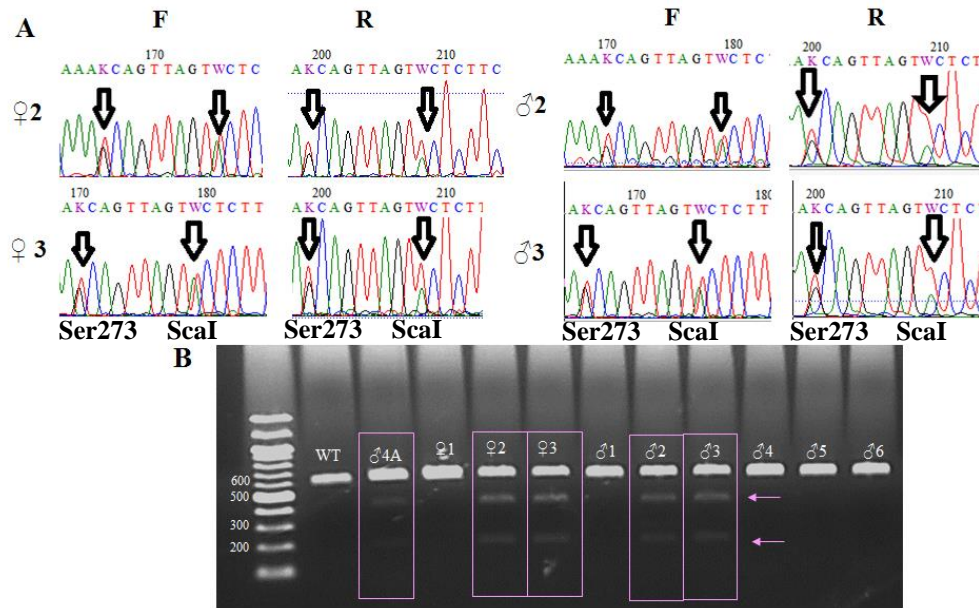 A
F R F R
170 200 210 170 180 200 210
AAAKCAGTTAGTWCTC AKCAGTTAGTWCTCTTC AAAKCAGTTAGTWCTC AKCAGTTAGTWCTCT
♀2 ♂2
170 180 200 210 170 180 200 210
AKCAGTTAGTWCTCTT AKCAGTTAGTWCTCTT AKCAGTTAGTWCTCTT AKCAGTTAGTWCTCTT
♀3 ♂3
Ser273 ScaI Ser273 ScaI Ser273 ScaI Ser273 ScaI
B
WT ♂4A ♀1 ♀2 ♀3 ♂1 ♂2 ♂3 ♂4 ♂5 ♂6
600
500
300
200